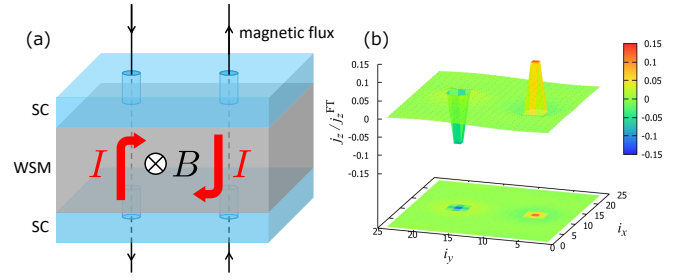 (a)
magnetic flux
SC
WSM
SC
I
B
I
(b)
j_z / j_z^FT
0.15
0.1
0.05
0
-0.05
-0.1
-0.15
0.15
0.10
0.05
0
-0.05
-0.10
-0.15
25
20
15
10
5
0
i_y
0
5
10
15
20
25
i_x